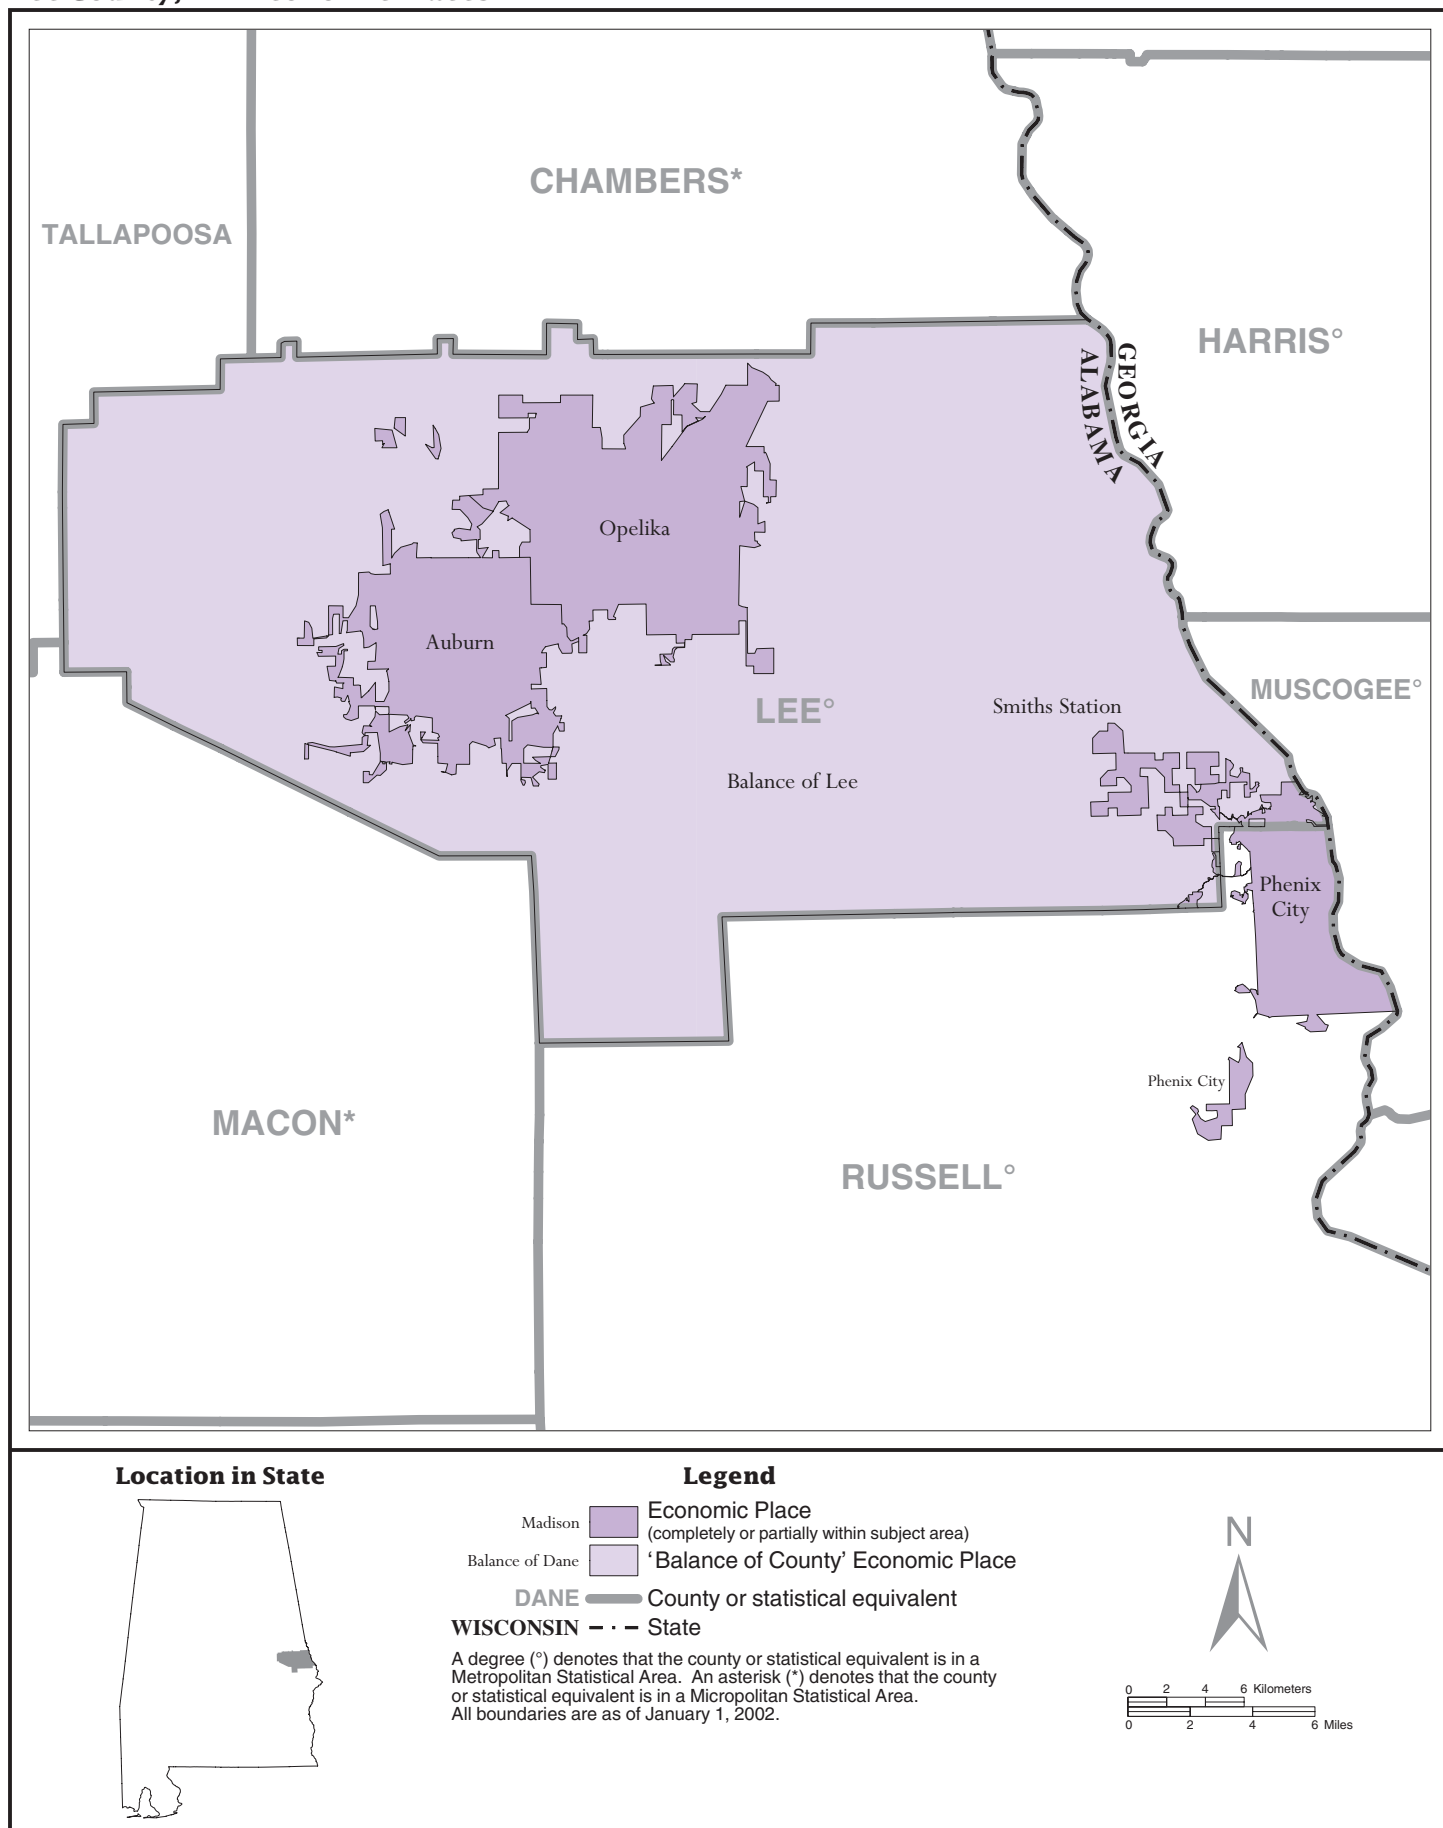 CHAMBERS*
TALLAPOOSA
HARRIS°
GEORGIA
ALABAMA
Opelika
Auburn
MUSCOGEE°
LEE°
Smiths Station
Balance of Lee
Phenix
City
Phenix City
MACON*
RUSSELL°
Location in State
Legend
Madison
Economic Place
(completely or partially within subject area)
Balance of Dane
‘Balance of County’ Economic Place
DANE
County or statistical equivalent
WISCONSIN
State
A degree (°) denotes that the county or statistical equivalent is in a
Metropolitan Statistical Area. An asterisk (*) denotes that the county
or statistical equivalent is in a Micropolitan Statistical Area.
All boundaries are as of January 1, 2002.
N
0 2 4 6 Kilometers
0 2 4 6 Miles